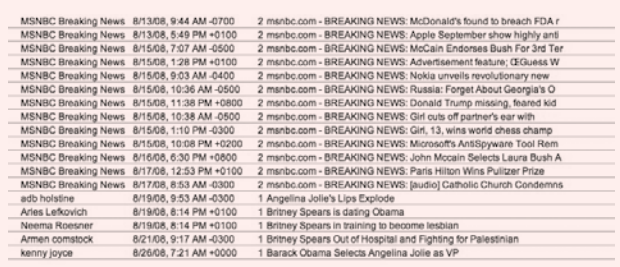 MSNBC Breaking News 8/13/08, 9:44 AM -0700 2 msnbc.com - BREAKING NEWS: McDonald's found to breach FDA r
MSNBC Breaking News 8/13/08, 5:49 PM +0100 2 msnbc.com - BREAKING NEWS: Apple September show highly anti
MSNBC Breaking News 8/15/08, 7:07 AM -0500 2 msnbc.com - BREAKING NEWS: McCain Endorses Bush For 3rd Ter
MSNBC Breaking News 8/15/08, 1:28 PM +0100 2 msnbc.com - BREAKING NEWS: Advertisement feature; ŒGuess W
MSNBC Breaking News 8/15/08, 9:03 AM -0400 2 msnbc.com - BREAKING NEWS: Nokia unveils revolutionary new
MSNBC Breaking News 8/15/08, 10:36 AM -0500 2 msnbc.com - BREAKING NEWS: Russia: Forget About Georgia's O
MSNBC Breaking News 8/15/08, 11:38 PM +0800 2 msnbc.com - BREAKING NEWS: Donald Trump missing, feared kid
MSNBC Breaking News 8/15/08, 10:38 AM -0500 2 msnbc.com - BREAKING NEWS: Girl cuts off partner's ear with
MSNBC Breaking News 8/15/08, 1:10 PM -0300 2 msnbc.com - BREAKING NEWS: Girl, 13, wins world chess champ
MSNBC Breaking News 8/15/08, 10:08 PM +0200 2 msnbc.com - BREAKING NEWS: Microsoft's AntiSpyware Tool Rem
MSNBC Breaking News 8/16/08, 6:30 PM +0800 2 msnbc.com - BREAKING NEWS: John Mccain Selects Laura Bush A
MSNBC Breaking News 8/17/08, 12:53 PM +0100 2 msnbc.com - BREAKING NEWS: Paris Hilton Wins Pulitzer Prize
MSNBC Breaking News 8/17/08, 8:53 AM -0300 2 msnbc.com - BREAKING NEWS: [audio] Catholic Church Condemns
adb holstine 8/19/08, 9:53 AM -0300 1 Angelina Jolie's Lips Explode
Arles Lefkovich 8/19/08, 8:14 PM +0100 1 Britney Spears is dating Obama
Neema Roesner 8/19/08, 8:14 PM +0100 1 Britney Spears in training to become lesbian
Armen comstock 8/21/08, 9:17 AM -0300 1 Britney Spears Out of Hospital and Fighting for Palestinian
kenny joyce 8/26/08, 7:21 AM +0000 1 Barack Obama Selects Angelina Jolie as VP